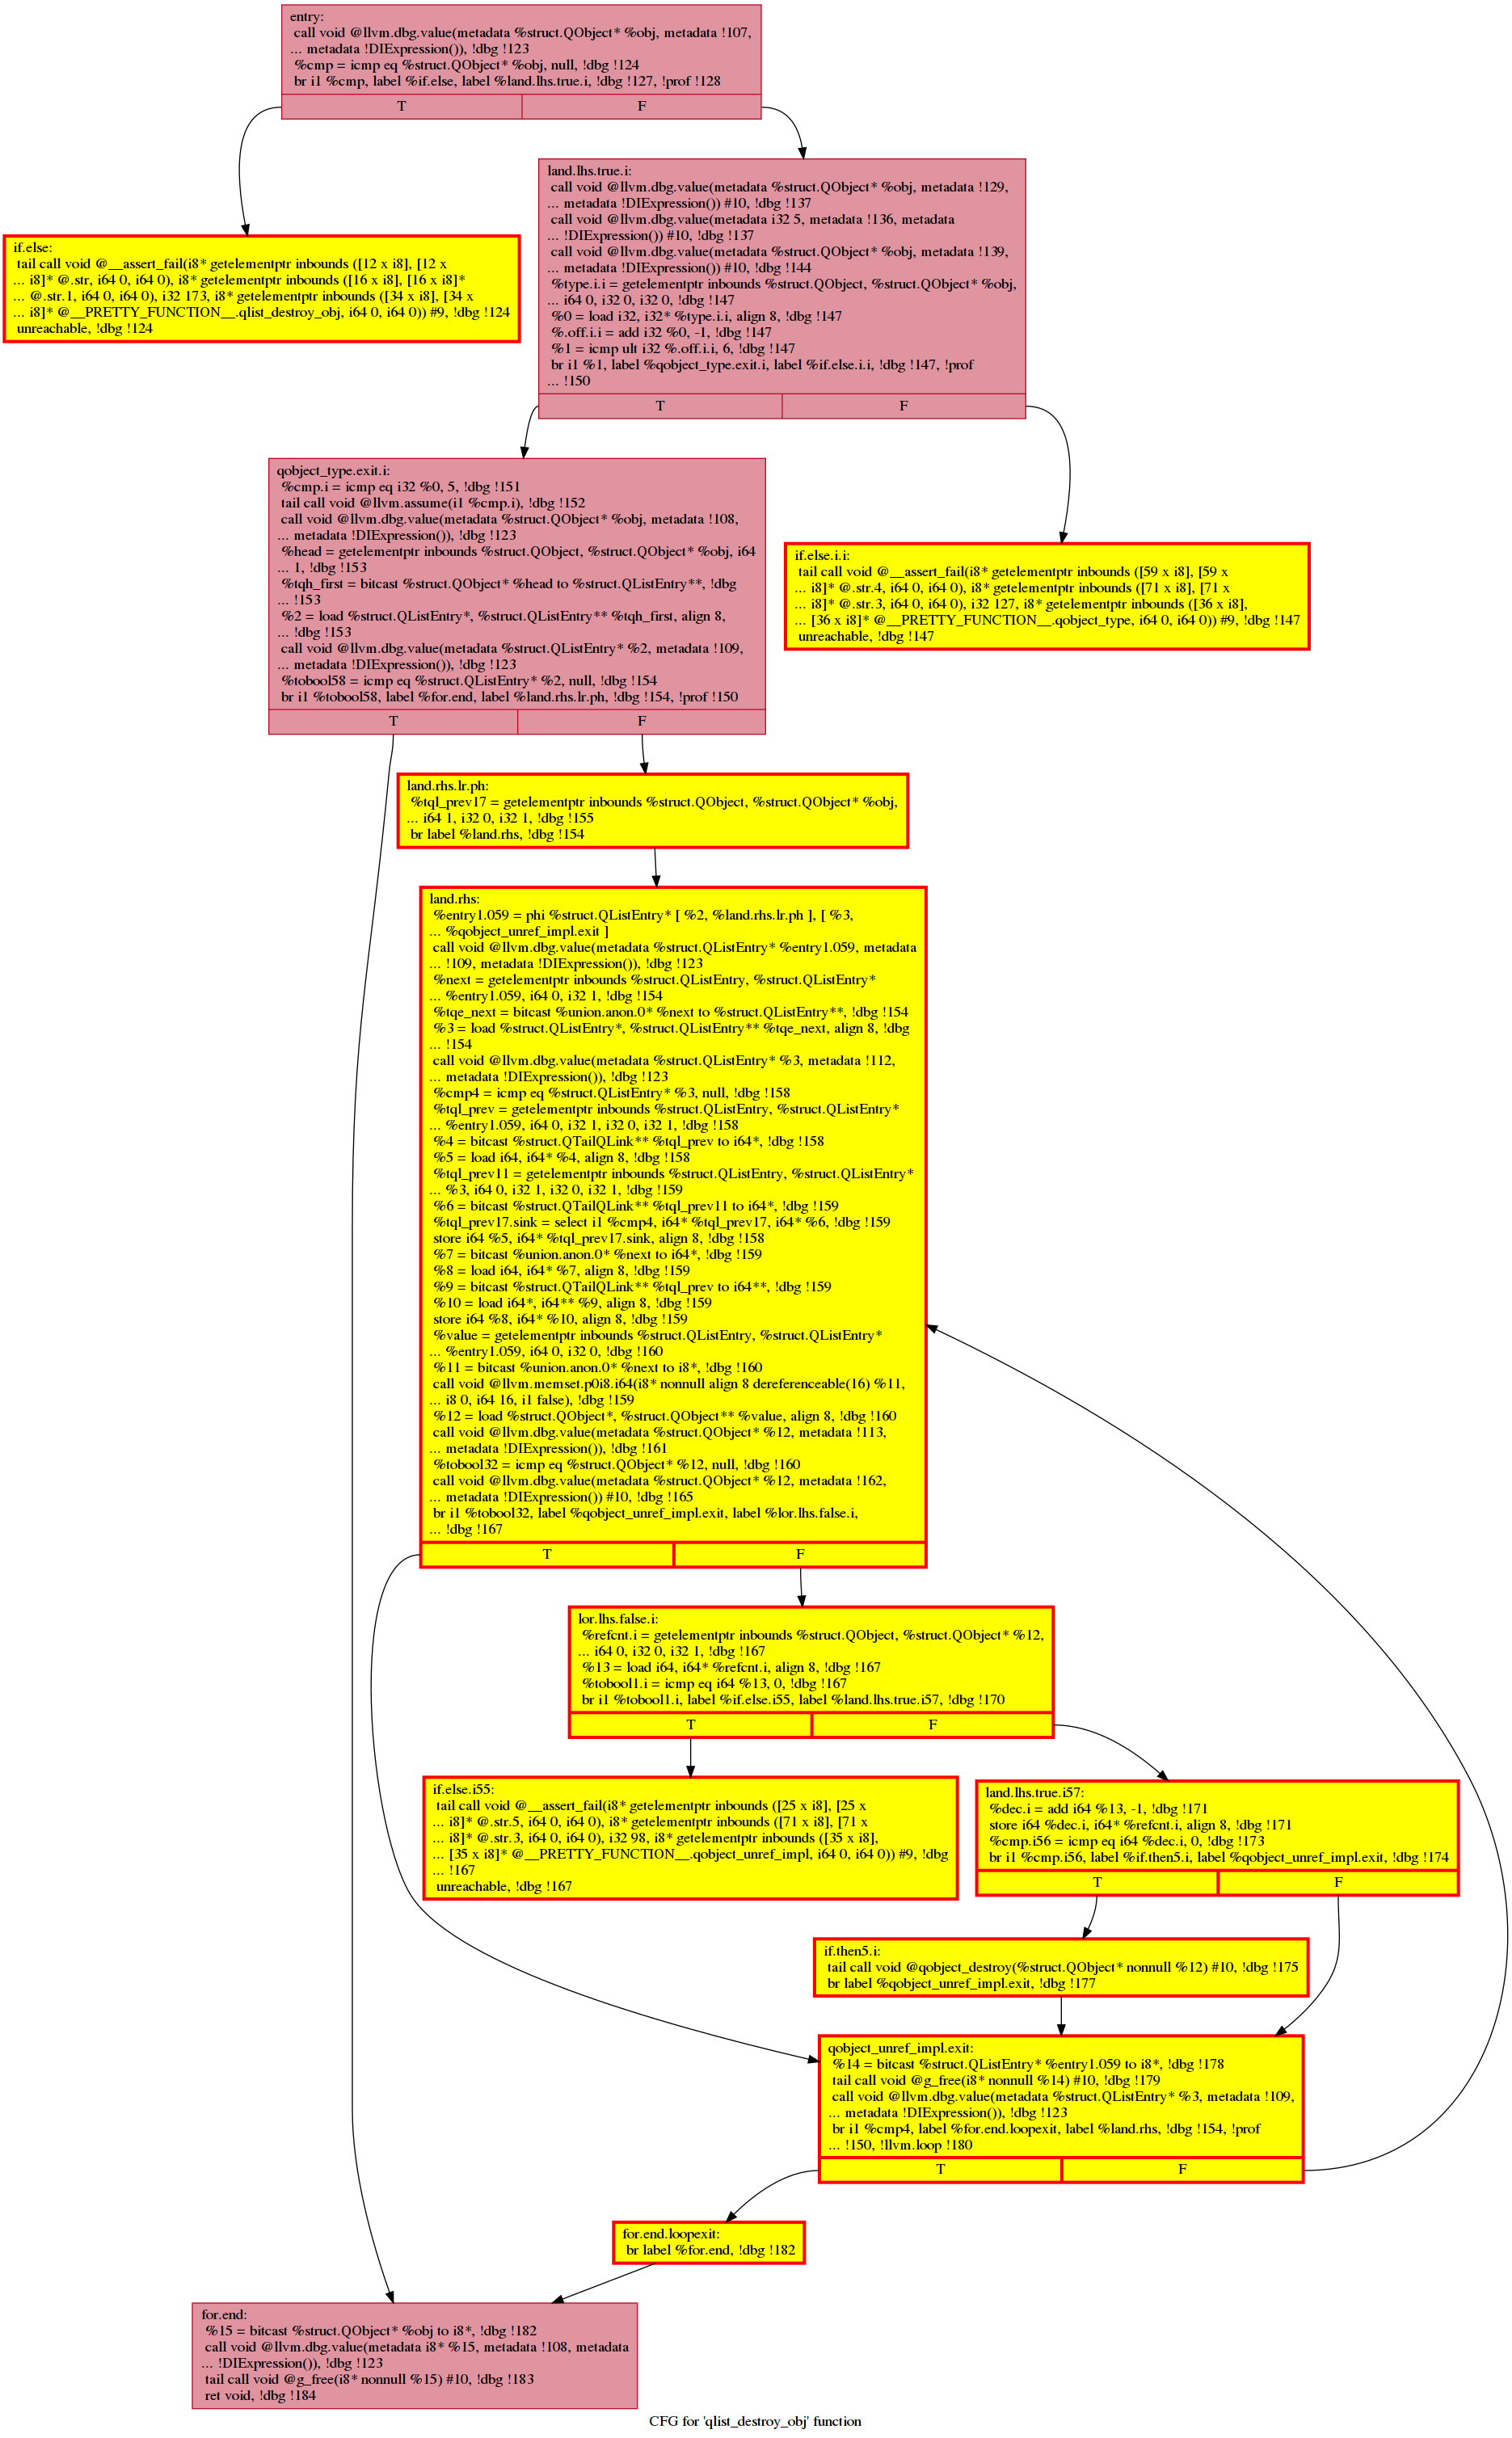 entry:
call void @llvm.dbg.value(metadata %struct.QObject* %obj, metadata !107,
... metadata !DIExpression()), !dbg !123
%cmp = icmp eq %struct.QObject* %obj, null, !dbg !124
br i1 %cmp, label %if.else, label %land.lhs.true.i, !dbg !127, !prof !128
T F
land.lhs.true.i:
call void @llvm.dbg.value(metadata %struct.QObject* %obj, metadata !129,
... metadata !DIExpression()) #10, !dbg !137
call void @llvm.dbg.value(metadata i32 5, metadata !136, metadata
... !DIExpression()) #10, !dbg !137
call void @llvm.dbg.value(metadata %struct.QObject* %obj, metadata !139,
... metadata !DIExpression()) #10, !dbg !144
%type.i.i = getelementptr inbounds %struct.QObject, %struct.QObject* %obj,
... i64 0, i32 0, i32 0, !dbg !147
%0 = load i32, i32* %type.i.i, align 8, !dbg !147
%.off.i.i = add i32 %0, -1, !dbg !147
%1 = icmp ult i32 %.off.i.i, 6, !dbg !147
br i1 %1, label %qobject_type.exit.i, label %if.else.i.i, !dbg !147, !prof
... !150
T F
if.else:
tail call void @__assert_fail(i8* getelementptr inbounds ([12 x i8], [12 x
... i8]* @.str, i64 0, i64 0), i8* getelementptr inbounds ([16 x i8], [16 x i8]*
... @.str.1, i64 0, i64 0), i32 173, i8* getelementptr inbounds ([34 x i8], [34 x
... i8]* @__PRETTY_FUNCTION__.qlist_destroy_obj, i64 0, i64 0)) #9, !dbg !124
unreachable, !dbg !124
qobject_type.exit.i:
%cmp.i = icmp eq i32 %0, 5, !dbg !151
tail call void @llvm.assume(i1 %cmp.i), !dbg !152
call void @llvm.dbg.value(metadata %struct.QObject* %obj, metadata !108,
... metadata !DIExpression()), !dbg !123
%head = getelementptr inbounds %struct.QObject, %struct.QObject* %obj, i64
... 1, !dbg !153
%tqh_first = bitcast %struct.QObject* %head to %struct.QListEntry**, !dbg
... !153
%2 = load %struct.QListEntry*, %struct.QListEntry** %tqh_first, align 8,
... !dbg !153
call void @llvm.dbg.value(metadata %struct.QListEntry* %2, metadata !109,
... metadata !DIExpression()), !dbg !123
%tobool58 = icmp eq %struct.QListEntry* %2, null, !dbg !154
br i1 %tobool58, label %for.end, label %land.rhs.lr.ph, !dbg !154, !prof !150
T F
if.else.i.i:
tail call void @__assert_fail(i8* getelementptr inbounds ([59 x i8], [59 x
... i8]* @.str.4, i64 0, i64 0), i8* getelementptr inbounds ([71 x i8], [71 x
... i8]* @.str.3, i64 0, i64 0), i32 127, i8* getelementptr inbounds ([36 x i8],
... [36 x i8]* @__PRETTY_FUNCTION__.qobject_type, i64 0, i64 0)) #9, !dbg !147
unreachable, !dbg !147
land.rhs.lr.ph:
%tql_prev17 = getelementptr inbounds %struct.QObject, %struct.QObject* %obj,
... i64 1, i32 0, i32 1, !dbg !155
br label %land.rhs, !dbg !154
land.rhs:
%entry1.059 = phi %struct.QListEntry* [ %2, %land.rhs.lr.ph ], [ %3,
... %qobject_unref_impl.exit ]
call void @llvm.dbg.value(metadata %struct.QListEntry* %entry1.059, metadata
... !109, metadata !DIExpression()), !dbg !123
%next = getelementptr inbounds %struct.QListEntry, %struct.QListEntry*
... %entry1.059, i64 0, i32 1, !dbg !154
%tqe_next = bitcast %union.anon.0* %next to %struct.QListEntry**, !dbg !154
%3 = load %struct.QListEntry*, %struct.QListEntry** %tqe_next, align 8, !dbg
... !154
call void @llvm.dbg.value(metadata %struct.QListEntry* %3, metadata !112,
... metadata !DIExpression()), !dbg !123
%cmp4 = icmp eq %struct.QListEntry* %3, null, !dbg !158
%tql_prev = getelementptr inbounds %struct.QListEntry, %struct.QListEntry*
... %entry1.059, i64 0, i32 1, i32 0, i32 1, !dbg !158
%4 = bitcast %struct.QTailQLink** %tql_prev to i64*, !dbg !158
%5 = load i64, i64* %4, align 8, !dbg !158
%tql_prev11 = getelementptr inbounds %struct.QListEntry, %struct.QListEntry*
... %3, i64 0, i32 1, i32 0, i32 1, !dbg !159
%6 = bitcast %struct.QTailQLink** %tql_prev11 to i64*, !dbg !159
%tql_prev17.sink = select i1 %cmp4, i64* %tql_prev17, i64* %6, !dbg !159
store i64 %5, i64* %tql_prev17.sink, align 8, !dbg !158
%7 = bitcast %union.anon.0* %next to i64*, !dbg !159
%8 = load i64, i64* %7, align 8, !dbg !159
%9 = bitcast %struct.QTailQLink** %tql_prev to i64**, !dbg !159
%10 = load i64*, i64** %9, align 8, !dbg !159
store i64 %8, i64* %10, align 8, !dbg !159
%value = getelementptr inbounds %struct.QListEntry, %struct.QListEntry*
... %entry1.059, i64 0, i32 0, !dbg !160
%11 = bitcast %union.anon.0* %next to i8*, !dbg !160
call void @llvm.memset.p0i8.i64(i8* nonnull align 8 dereferenceable(16) %11,
... i8 0, i64 16, i1 false), !dbg !159
%12 = load %struct.QObject*, %struct.QObject** %value, align 8, !dbg !160
call void @llvm.dbg.value(metadata %struct.QObject* %12, metadata !113,
... metadata !DIExpression()), !dbg !161
%tobool32 = icmp eq %struct.QObject* %12, null, !dbg !160
call void @llvm.dbg.value(metadata %struct.QObject* %12, metadata !162,
... metadata !DIExpression()) #10, !dbg !165
br i1 %tobool32, label %qobject_unref_impl.exit, label %lor.lhs.false.i,
... !dbg !167
T F
lor.lhs.false.i:
%refcnt.i = getelementptr inbounds %struct.QObject, %struct.QObject* %12,
... i64 0, i32 0, i32 1, !dbg !167
%13 = load i64, i64* %refcnt.i, align 8, !dbg !167
%tobool1.i = icmp eq i64 %13, 0, !dbg !167
br i1 %tobool1.i, label %if.else.i55, label %land.lhs.true.i57, !dbg !170
T F
if.else.i55:
tail call void @__assert_fail(i8* getelementptr inbounds ([25 x i8], [25 x
... i8]* @.str.5, i64 0, i64 0), i8* getelementptr inbounds ([71 x i8], [71 x
... i8]* @.str.3, i64 0, i64 0), i32 98, i8* getelementptr inbounds ([35 x i8],
... [35 x i8]* @__PRETTY_FUNCTION__.qobject_unref_impl, i64 0, i64 0)) #9, !dbg
... !167
unreachable, !dbg !167
land.lhs.true.i57:
%dec.i = add i64 %13, -1, !dbg !171
store i64 %dec.i, i64* %refcnt.i, align 8, !dbg !171
%cmp.i56 = icmp eq i64 %dec.i, 0, !dbg !173
br i1 %cmp.i56, label %if.then5.i, label %qobject_unref_impl.exit, !dbg !174
T F
if.then5.i:
tail call void @qobject_destroy(%struct.QObject* nonnull %12) #10, !dbg !175
br label %qobject_unref_impl.exit, !dbg !177
qobject_unref_impl.exit:
%14 = bitcast %struct.QListEntry* %entry1.059 to i8*, !dbg !178
tail call void @g_free(i8* nonnull %14) #10, !dbg !179
call void @llvm.dbg.value(metadata %struct.QListEntry* %3, metadata !109,
... metadata !DIExpression()), !dbg !123
br i1 %cmp4, label %for.end.loopexit, label %land.rhs, !dbg !154, !prof
... !150, !llvm.loop !180
T F
for.end.loopexit:
br label %for.end, !dbg !182
for.end:
%15 = bitcast %struct.QObject* %obj to i8*, !dbg !182
call void @llvm.dbg.value(metadata i8* %15, metadata !108, metadata
... !DIExpression()), !dbg !123
tail call void @g_free(i8* nonnull %15) #10, !dbg !183
ret void, !dbg !184
CFG for 'qlist_destroy_obj' function